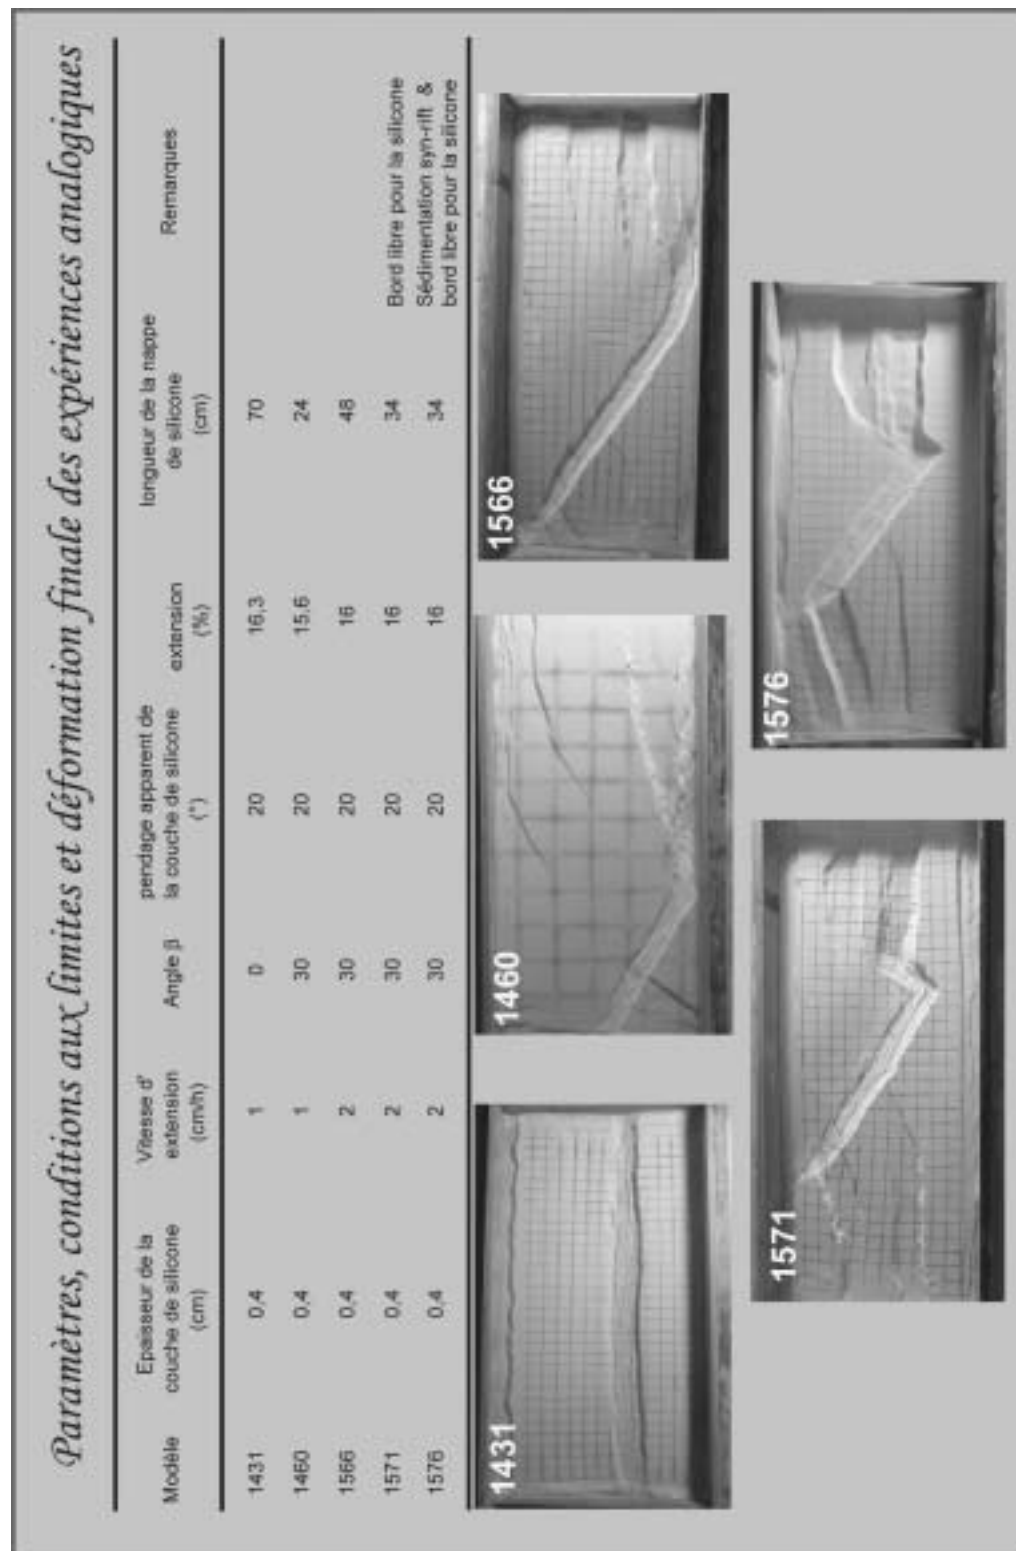 Paramètres, conditions aux limites et déformation finale des expériences analogiques
Modèle
Epaisseur de la
couche de silicone
(cm)
Vitesse d'
extension
(cm/h)
Angle β
pendage apparent de
la couche de silicone
(°)
extension
(%)
longueur de la nappe
de silicone
(cm)
Remarques
1431 0,4 1 0 20 16,3 70
1460 0,4 1 30 20 15,6 24
1566 0,4 2 30 20 16 48
1571 0,4 2 30 20 16 34 Bord libre pour la silicone
1576 0,4 2 30 20 16 34 Sédimentation syn-rift &
bord libre pour la silicone
1431
1460
1566
1571
1576